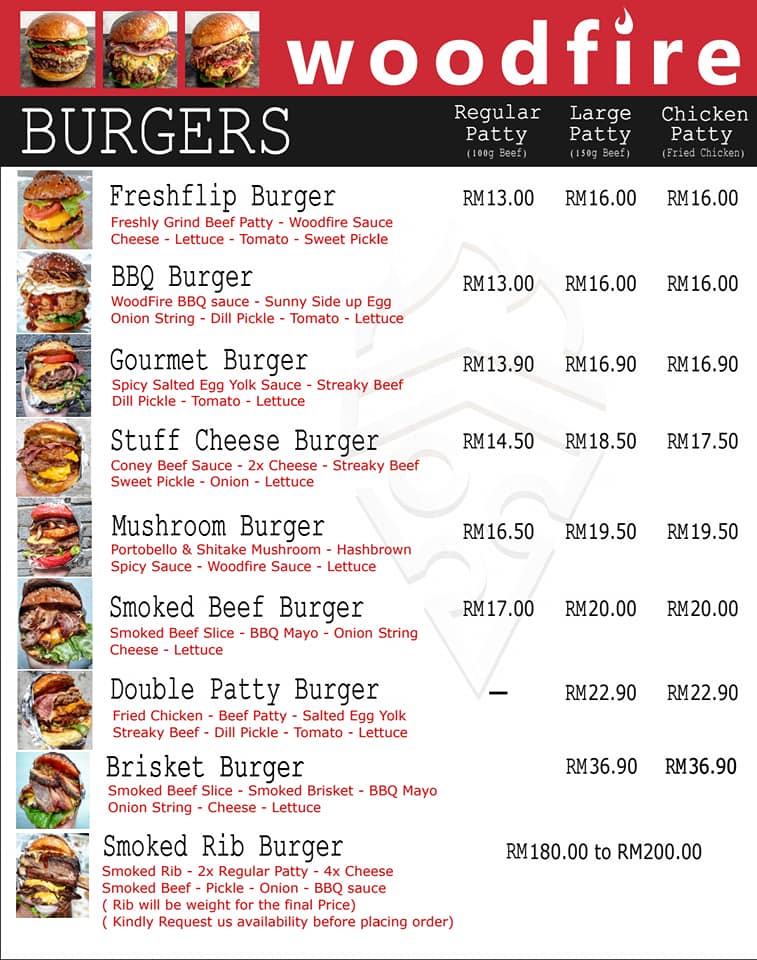 woodfire
BURGERS
Regular Patty (100g Beef)
Large Patty (150g Beef)
Chicken Patty (Fried Chicken)
Freshflip Burger RM13.00 RM16.00 RM16.00
Freshly Grind Beef Patty - Woodfire Sauce
Cheese - Lettuce - Tomato - Sweet Pickle
BBQ Burger RM13.00 RM16.00 RM16.00
WoodFire BBQ sauce - Sunny Side up Egg
Onion String - Dill Pickle - Tomato - Lettuce
Gourmet Burger RM13.90 RM16.90 RM16.90
Spicy Salted Egg Yolk Sauce - Streaky Beef
Dill Pickle - Tomato - Lettuce
Stuff Cheese Burger RM14.50 RM18.50 RM17.50
Coney Beef Sauce - 2x Cheese - Streaky Beef
Sweet Pickle - Onion - Lettuce
Mushroom Burger RM16.50 RM19.50 RM19.50
Portobello & Shitake Mushroom - Hashbrown
Spicy Sauce - Woodfire Sauce - Lettuce
Smoked Beef Burger RM17.00 RM20.00 RM20.00
Smoked Beef Slice - BBQ Mayo - Onion String
Cheese - Lettuce
Double Patty Burger — RM22.90 RM22.90
Fried Chicken - Beef Patty - Salted Egg Yolk
Streaky Beef - Dill Pickle - Tomato - Lettuce
Brisket Burger RM36.90 RM36.90
Smoked Beef Slice - Smoked Brisket - BBQ Mayo
Onion String - Cheese - Lettuce
Smoked Rib Burger RM180.00 to RM200.00
Smoked Rib - 2x Regular Patty - 4x Cheese
Smoked Beef - Pickle - Onion - BBQ sauce
( Rib will be weight for the final Price)
( Kindly Request us availability before placing order)